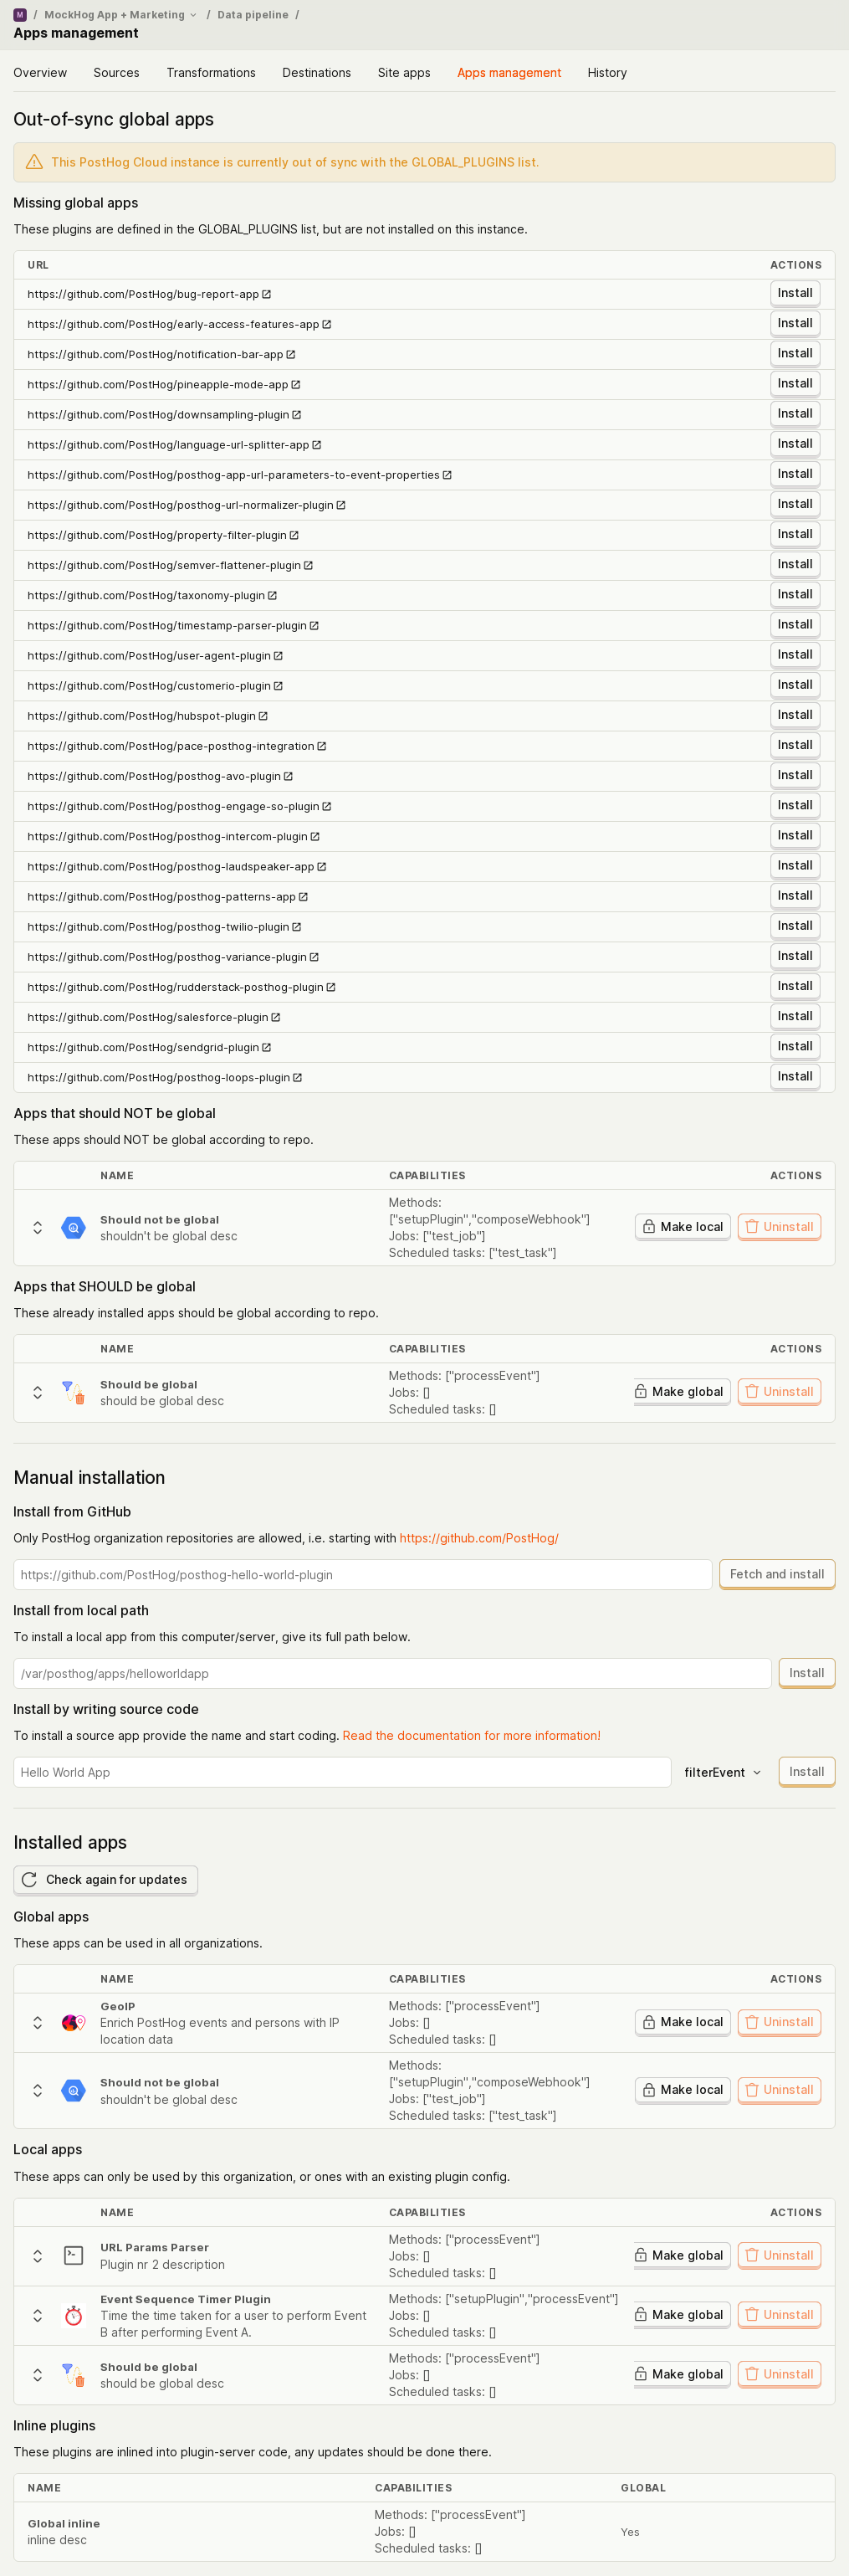 M / MockHog App + Marketing / Data pipeline /
Apps management
Overview Sources Transformations Destinations Site apps Apps management History
Out-of-sync global apps
This PostHog Cloud instance is currently out of sync with the GLOBAL_PLUGINS list.
Missing global apps
These plugins are defined in the GLOBAL_PLUGINS list, but are not installed on this instance.
URL ACTIONS
https://github.com/PostHog/bug-report-app Install
https://github.com/PostHog/early-access-features-app Install
https://github.com/PostHog/notification-bar-app Install
https://github.com/PostHog/pineapple-mode-app Install
https://github.com/PostHog/downsampling-plugin Install
https://github.com/PostHog/language-url-splitter-app Install
https://github.com/PostHog/posthog-app-url-parameters-to-event-properties Install
https://github.com/PostHog/posthog-url-normalizer-plugin Install
https://github.com/PostHog/property-filter-plugin Install
https://github.com/PostHog/semver-flattener-plugin Install
https://github.com/PostHog/taxonomy-plugin Install
https://github.com/PostHog/timestamp-parser-plugin Install
https://github.com/PostHog/user-agent-plugin Install
https://github.com/PostHog/customerio-plugin Install
https://github.com/PostHog/hubspot-plugin Install
https://github.com/PostHog/pace-posthog-integration Install
https://github.com/PostHog/posthog-avo-plugin Install
https://github.com/PostHog/posthog-engage-so-plugin Install
https://github.com/PostHog/posthog-intercom-plugin Install
https://github.com/PostHog/posthog-laudspeaker-app Install
https://github.com/PostHog/posthog-patterns-app Install
https://github.com/PostHog/posthog-twilio-plugin Install
https://github.com/PostHog/posthog-variance-plugin Install
https://github.com/PostHog/rudderstack-posthog-plugin Install
https://github.com/PostHog/salesforce-plugin Install
https://github.com/PostHog/sendgrid-plugin Install
https://github.com/PostHog/posthog-loops-plugin Install
Apps that should NOT be global
These apps should NOT be global according to repo.
NAME CAPABILITIES ACTIONS
Should not be global
shouldn't be global desc
Methods:
["setupPlugin","composeWebhook"]
Jobs: ["test_job"]
Scheduled tasks: ["test_task"]
Make local Uninstall
Apps that SHOULD be global
These already installed apps should be global according to repo.
NAME CAPABILITIES ACTIONS
Should be global
should be global desc
Methods: ["processEvent"]
Jobs: []
Scheduled tasks: []
Make global Uninstall
Manual installation
Install from GitHub
Only PostHog organization repositories are allowed, i.e. starting with https://github.com/PostHog/
https://github.com/PostHog/posthog-hello-world-plugin Fetch and install
Install from local path
To install a local app from this computer/server, give its full path below.
/var/posthog/apps/helloworldapp Install
Install by writing source code
To install a source app provide the name and start coding. Read the documentation for more information!
Hello World App filterEvent Install
Installed apps
Check again for updates
Global apps
These apps can be used in all organizations.
NAME CAPABILITIES ACTIONS
GeoIP
Enrich PostHog events and persons with IP
location data
Methods: ["processEvent"]
Jobs: []
Scheduled tasks: []
Make local Uninstall
Should not be global
shouldn't be global desc
Methods:
["setupPlugin","composeWebhook"]
Jobs: ["test_job"]
Scheduled tasks: ["test_task"]
Make local Uninstall
Local apps
These apps can only be used by this organization, or ones with an existing plugin config.
NAME CAPABILITIES ACTIONS
URL Params Parser
Plugin nr 2 description
Methods: ["processEvent"]
Jobs: []
Scheduled tasks: []
Make global Uninstall
Event Sequence Timer Plugin
Time the time taken for a user to perform Event
B after performing Event A.
Methods: ["setupPlugin","processEvent"]
Jobs: []
Scheduled tasks: []
Make global Uninstall
Should be global
should be global desc
Methods: ["processEvent"]
Jobs: []
Scheduled tasks: []
Make global Uninstall
Inline plugins
These plugins are inlined into plugin-server code, any updates should be done there.
NAME CAPABILITIES GLOBAL
Global inline
inline desc
Methods: ["processEvent"]
Jobs: []
Scheduled tasks: []
Yes